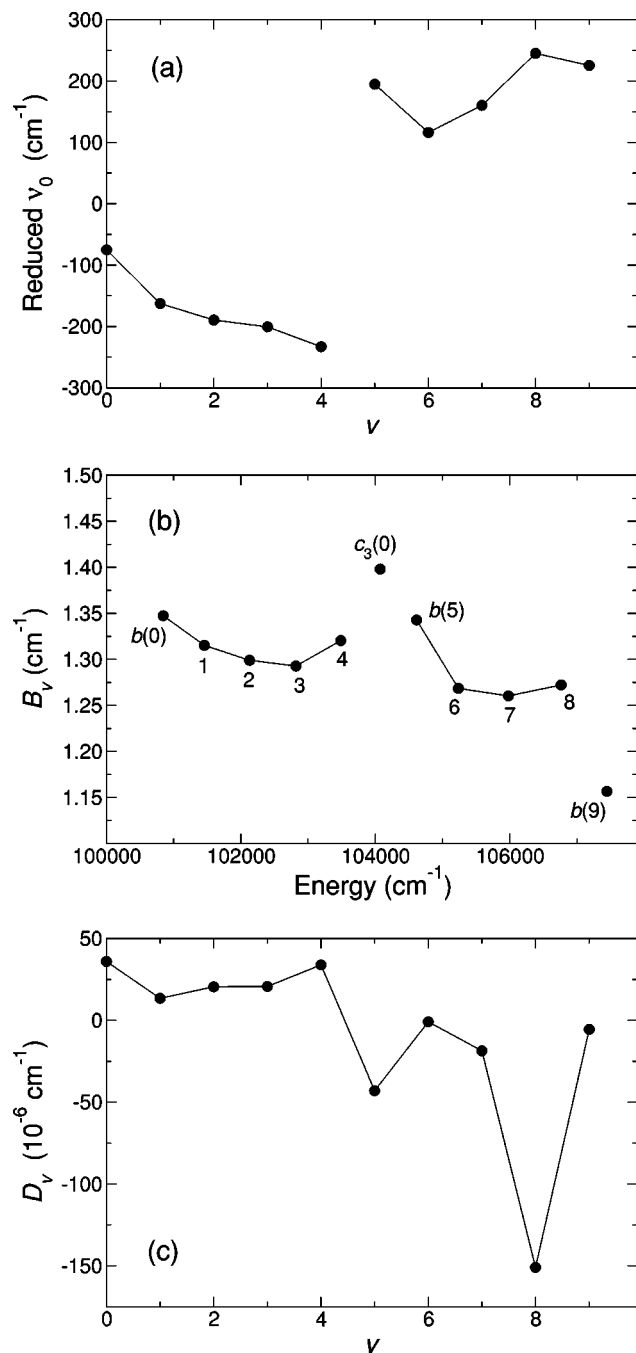 300
200
100
0
-100
-200
-300
Reduced ν0 (cm-1)
(a)
0 2 4 6 8
v
1.50
1.45
1.40
1.35
1.30
1.25
1.20
1.15
Bv (cm-1)
(b)
c3(0)
b(0)
b(5)
1
2
3
4
6
7
8
b(9)
100000 102000 104000 106000
Energy (cm-1)
50
0
-50
-100
-150
Dv (10-6 cm-1)
(c)
0 2 4 6 8
v